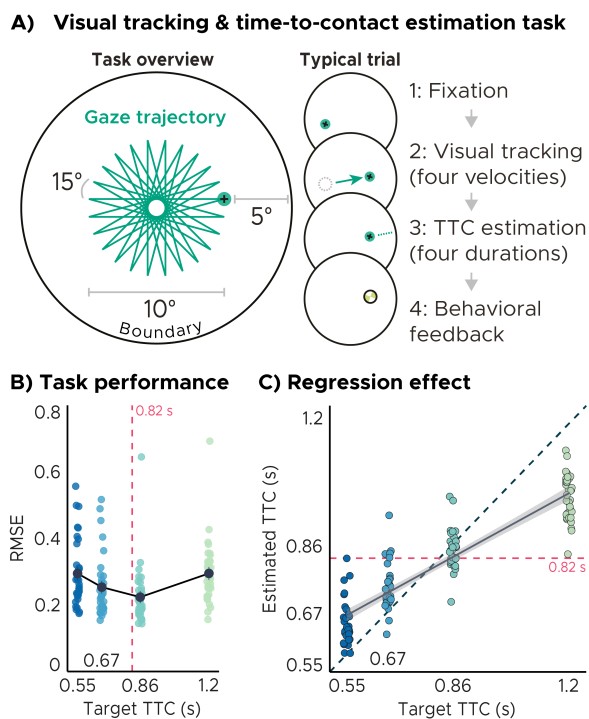 A) Visual tracking & time-to-contact estimation task
Task overview
Typical trial
Gaze trajectory
15°
5°
10°
Boundary
1: Fixation
2: Visual tracking
(four velocities)
3: TTC estimation
(four durations)
4: Behavioral
feedback
B) Task performance
0.82 s
0.8
0.6
0.4
0.2
0
RMSE
0.67
0.55
0.86
1.2
Target TTC (s)
C) Regression effect
1.2
0.86
0.67
0.55
Estimated TTC (s)
0.82 s
0.67
0.55
0.86
1.2
Target TTC (s)